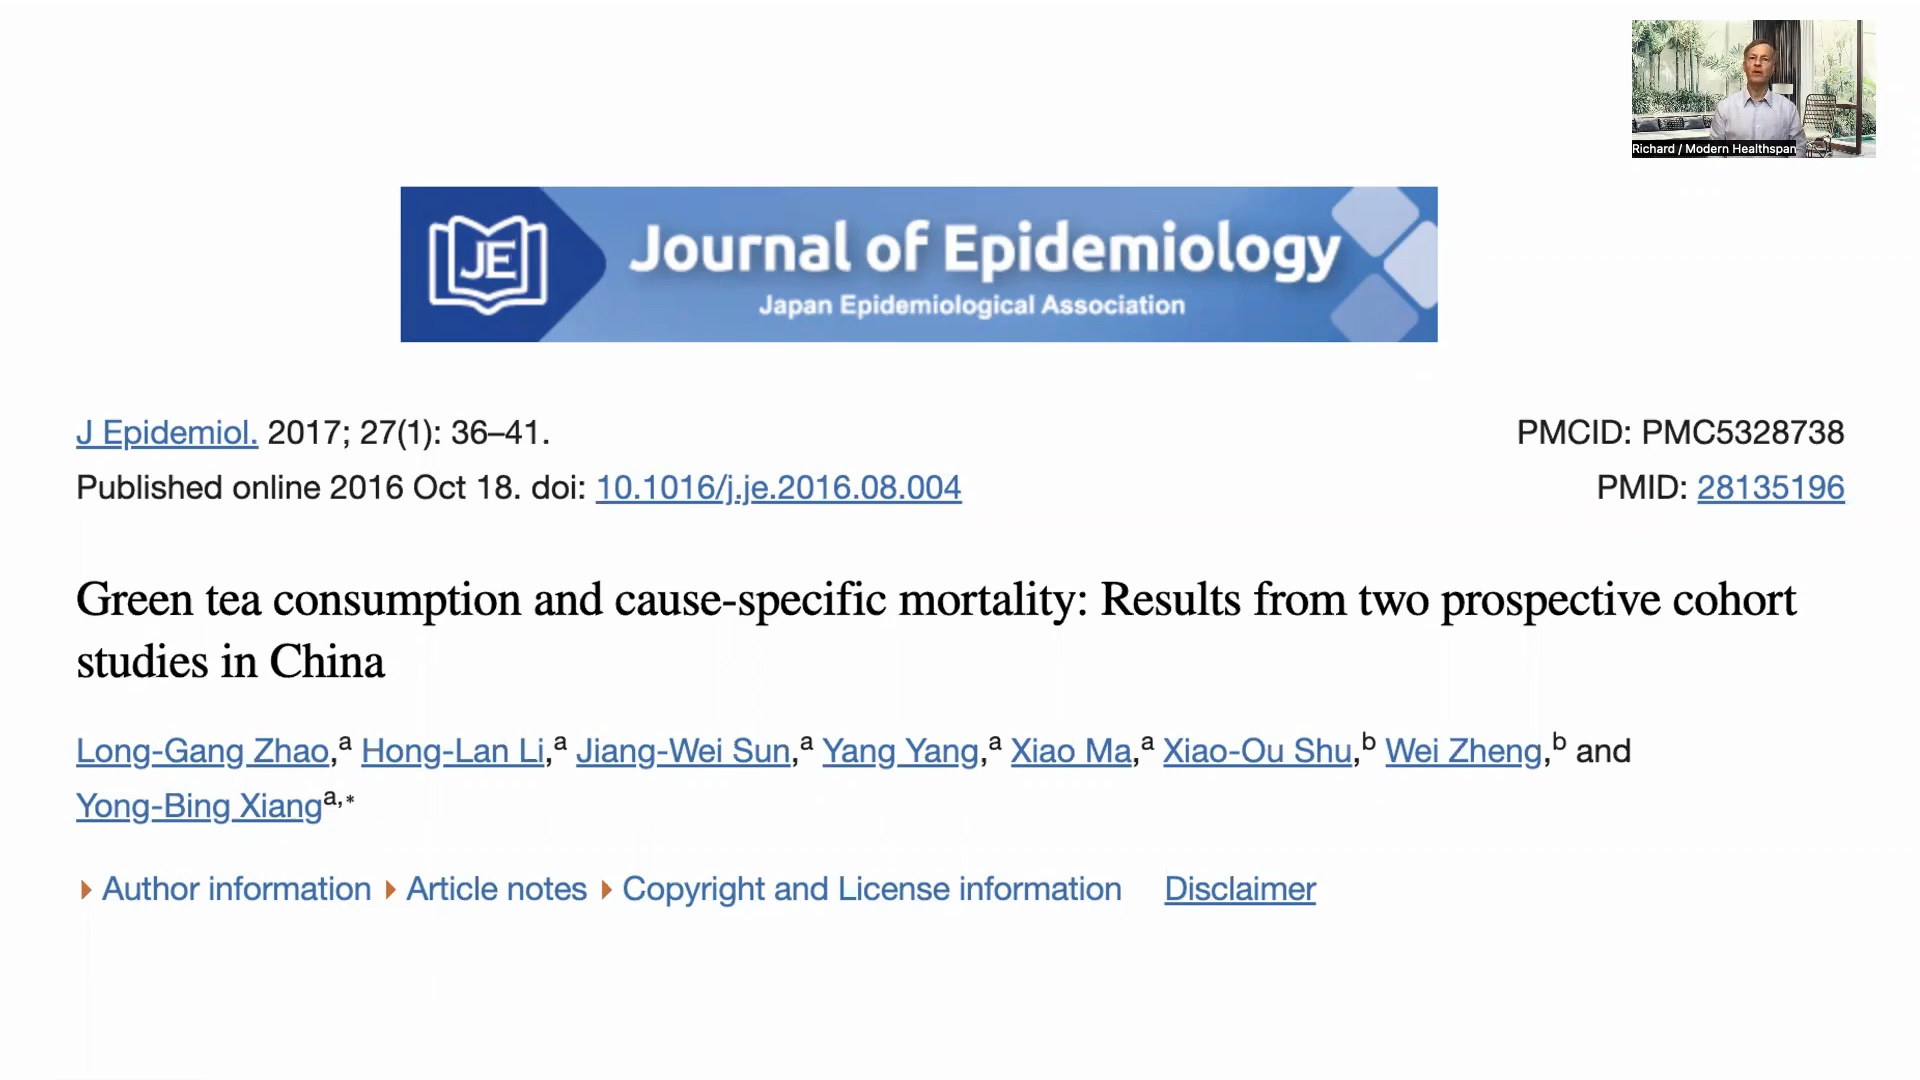 Richard / Modern Healthspan
JE
Journal of Epidemiology
Japan Epidemiological Association
J Epidemiol. 2017; 27(1): 36–41.
PMCID: PMC5328738
Published online 2016 Oct 18. doi: 10.1016/j.je.2016.08.004
PMID: 28135196
Green tea consumption and cause-specific mortality: Results from two prospective cohort
studies in China
Long-Gang Zhao,a Hong-Lan Li,a Jiang-Wei Sun,a Yang Yang,a Xiao Ma,a Xiao-Ou Shu,b Wei Zheng,b and
Yong-Bing Xianga,*
Author information Article notes Copyright and License information Disclaimer